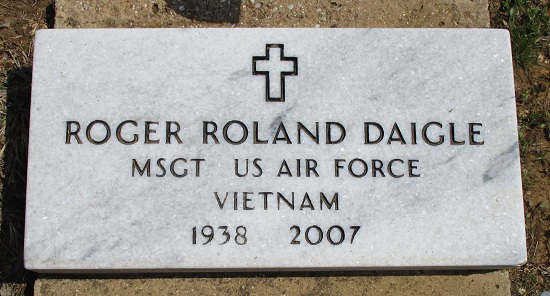 ROGER ROLAND DAIGLE
MSGT US AIR FORCE
VIETNAM
1938 2007